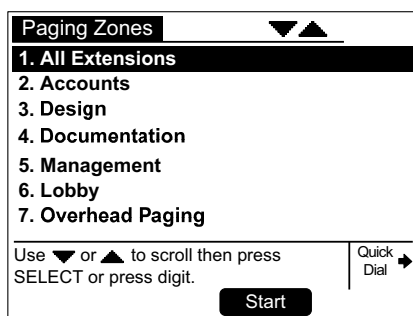 Paging Zones
1. All Extensions
2. Accounts
3. Design
4. Documentation
5. Management
6. Lobby
7. Overhead Paging
Use ▼ or ▲ to scroll then press
SELECT or press digit.
Quick
Dial
Start